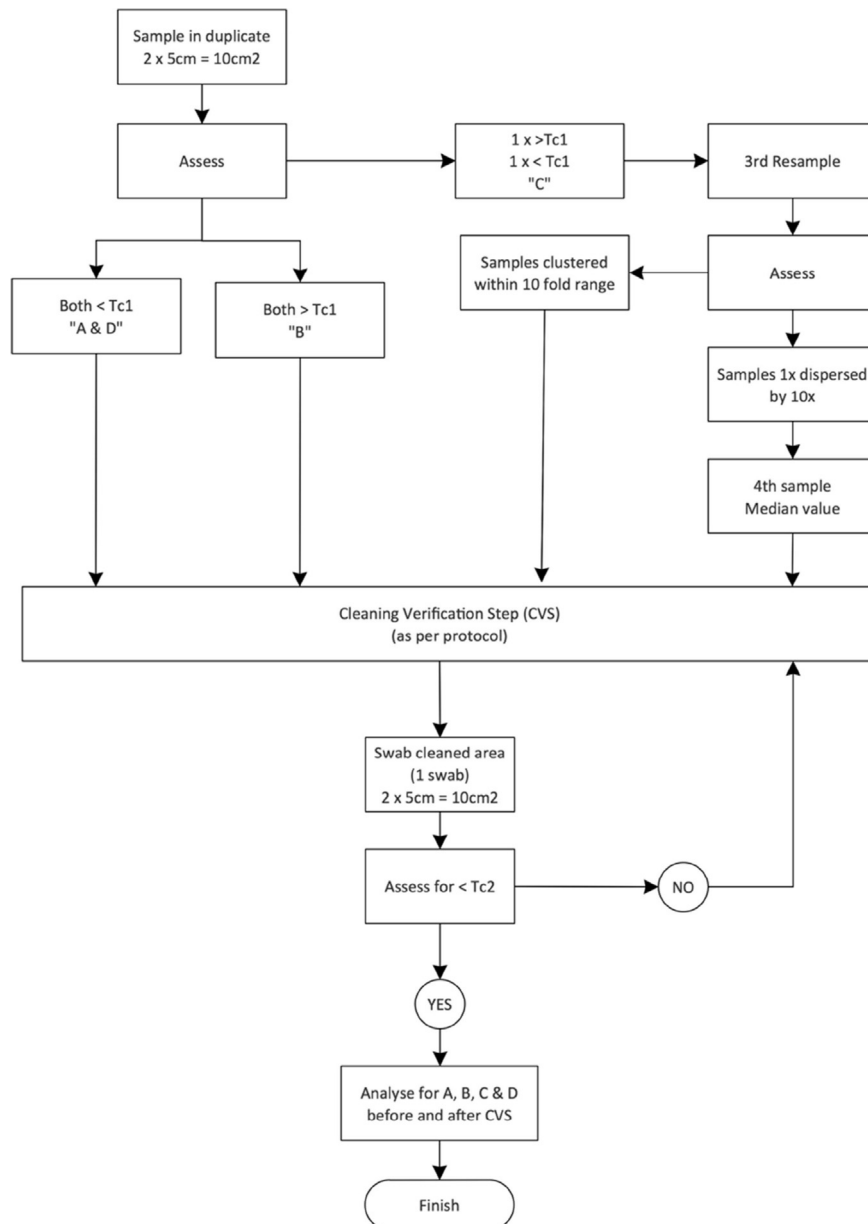 Sample in duplicate
2 x 5cm = 10cm2
Assess
1 x >Tc1
1 x < Tc1
"C"
3rd Resample
Samples clustered
within 10 fold range
Assess
Both < Tc1
"A & D"
Both > Tc1
"B"
Samples 1x dispersed
by 10x
4th sample
Median value
Cleaning Verification Step (CVS)
(as per protocol)
Swab cleaned area
(1 swab)
2 x 5cm = 10cm2
Assess for < Tc2
NO
YES
Analyse for A, B, C & D
before and after CVS
Finish